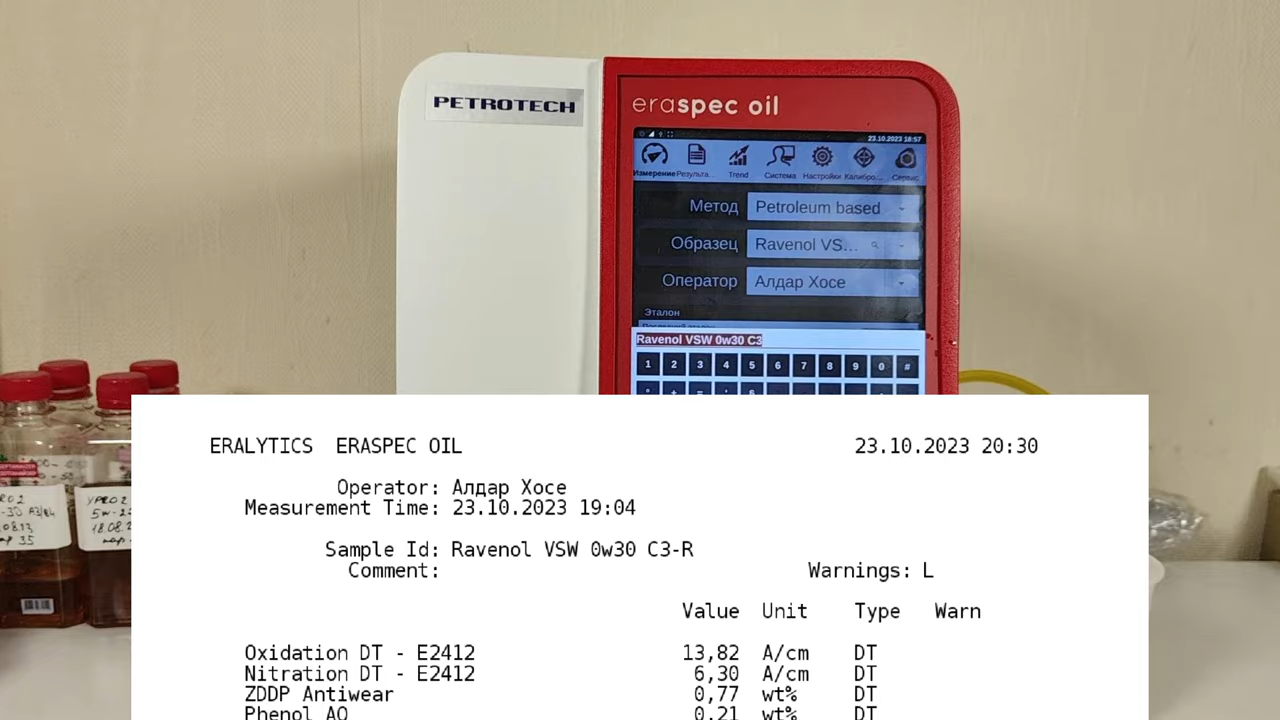 PETROTECH
eraspec oil
23.10.2023 18:57
Измерение Результа... Trend Система Настройки Калибро... Сервис
Метод Petroleum based
Образец Ravenol VS...
Оператор Алдар Хосе
Эталон
Ravenol VSW 0w30 C3
1 2 3 4 5 6 7 8 9 0 #
ERALYTICS ERASPEC OIL 23.10.2023 20:30
Operator: Алдар Хосе
Measurement Time: 23.10.2023 19:04
Sample Id: Ravenol VSW 0w30 C3-R
Comment: Warnings: L
Value Unit Type Warn
Oxidation DT - E2412 13,82 A/cm DT
Nitration DT - E2412 6,30 A/cm DT
ZDDP Antiwear 0,77 wt% DT
Phenol AO 0,21 wt% DT